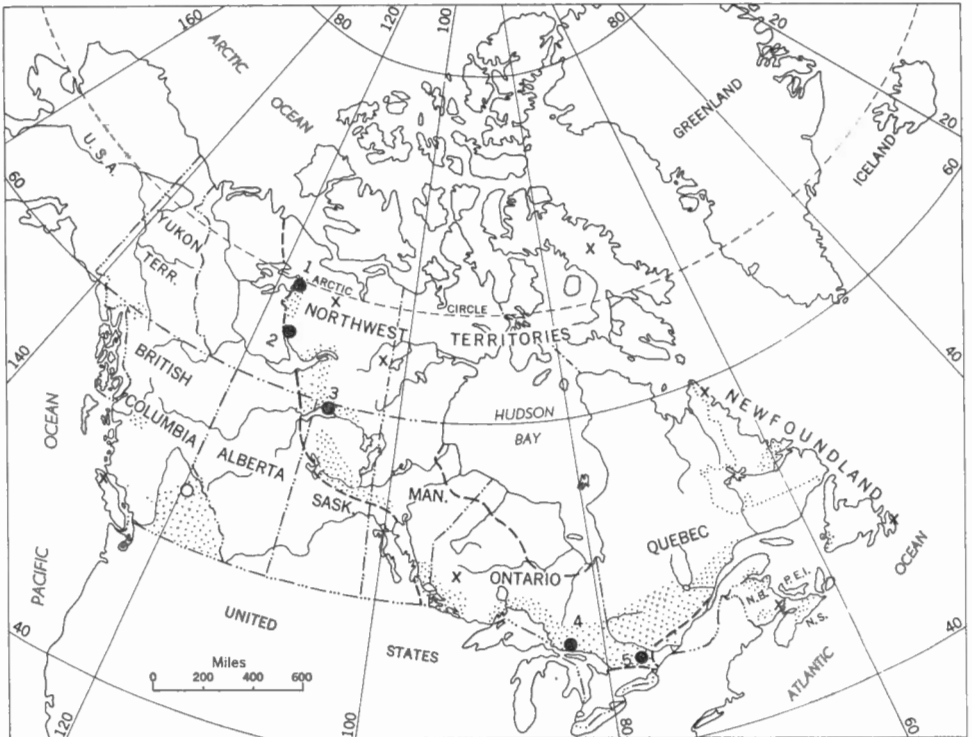 160
80
120
100
80
20
ARCTIC
OCEAN
GREENLAND
20
ICELAND
60
U.S.A.
60
YUKON
TERR.
1
ARCTIC
CIRCLE
NORTHWEST
TERRITORIES
2
140
40
BRITISH
COLUMBIA
3
HUDSON
BAY
NEWFOUNDLAND
OCEAN
ALBERTA
SASK.
MAN.
QUEBEC
OCEAN
PACIFIC
ONTARIO
P.E.I.
N.B.
N.S.
UNITED
STATES
4
5
40
40
ATLANTIC
Miles
0 200 400 600
120
100
80
60